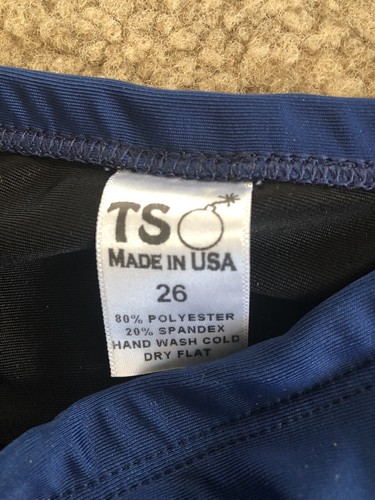 TS
MADE IN USA
26
80% POLYESTER
20% SPANDEX
HAND WASH COLD
DRY FLAT